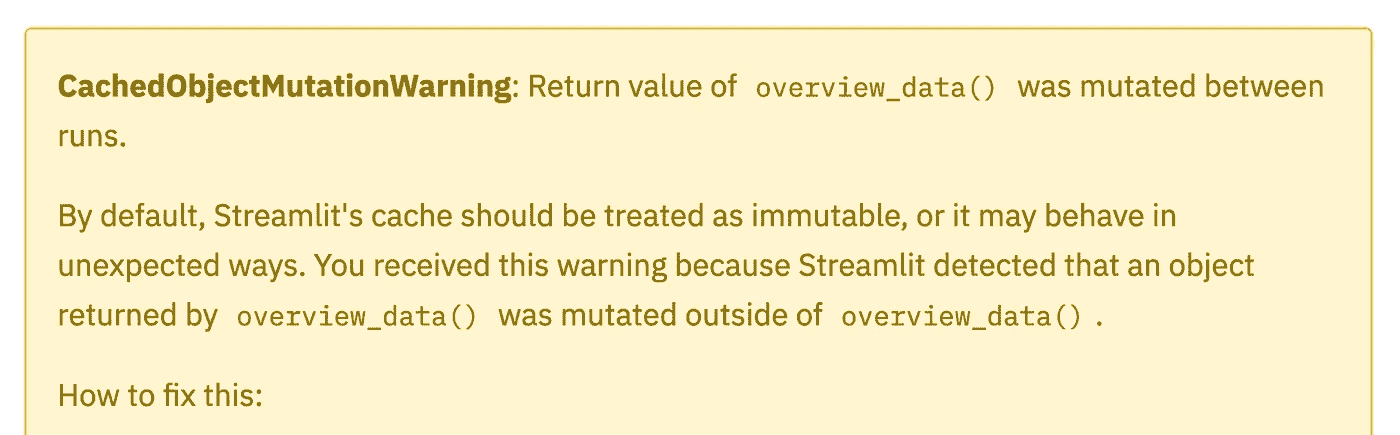 CachedObjectMutationWarning: Return value of overview_data() was mutated between
runs.
By default, Streamlit's cache should be treated as immutable, or it may behave in
unexpected ways. You received this warning because Streamlit detected that an object
returned by overview_data() was mutated outside of overview_data() .
How to fix this: